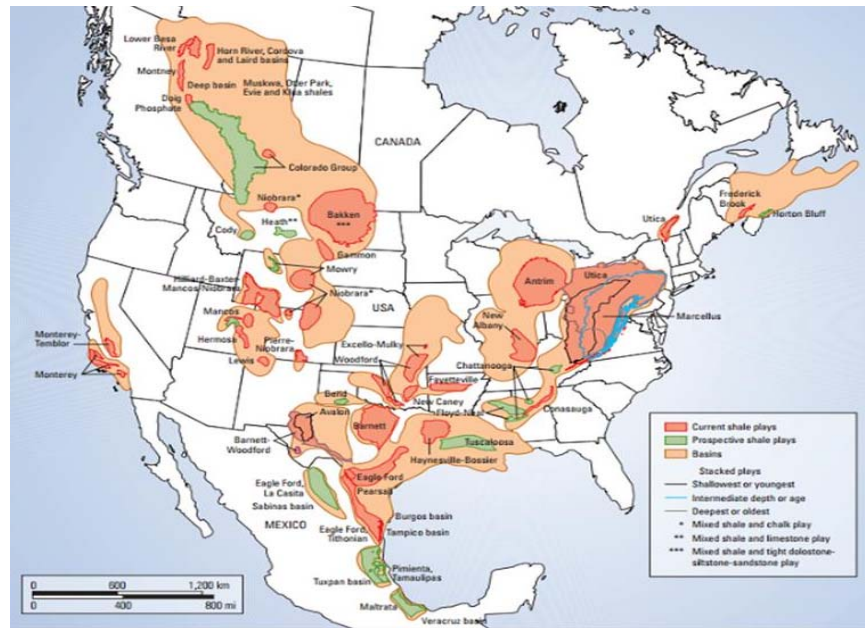 Lower Besa
River
Horn River, Cordova
and Laird basins
Montney
Deep basin
Muskwa, Otter Park,
Evie and Klua shales
Doig
Phosphate
CANADA
Colorado Group
Niobrara*
Bakken
***
Heath**
Cody
Gammon
Mowry
Hilliard-Baxter-
Mancos-Niobrara
Niobrara*
USA
Mancos
Hermosa
Pierre-
Niobrara
Lewis
Monterey-
Temblor
Monterey
Utica
Frederick
Brook
Horton Bluff
Antrim
Utica
Marcellus
New
Albany
Excello-Mulky
Woodford
Chattanooga
Fayetteville
New Caney
Floyd-Neal
Conasauga
Bend
Avalon
Barnett
Tuscaloosa
Barnett-
Woodford
Haynesville-Bossier
Eagle Ford
Pearsall
Eagle Ford,
La Casita
Sabinas basin
MEXICO
Eagle Ford,
Tithonian
Burgos basin
Tampico basin
Pimienta,
Tamaulipas
Tuxpan basin
Maltrata
Veracruz basin
Current shale plays
Prospective shale plays
Basins
Stacked plays
Shallowest or youngest
Intermediate depth or age
Deepest or oldest
* Mixed shale and chalk play
** Mixed shale and limestone play
*** Mixed shale and tight dolostone-
siltstone-sandstone play
0 600 1,200 km
0 400 800 mi